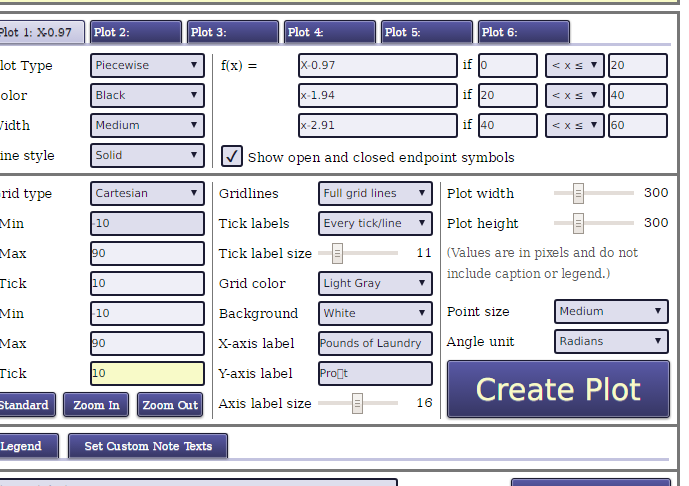 Plot 1: X-0.97 Plot 2: Plot 3: Plot 4: Plot 5: Plot 6:
lot Type Piecewise f(x) = X-0.97 if 0 < x ≤ 20
olor Black x-1.94 if 20 < x ≤ 40
Width Medium x-2.91 if 40 < x ≤ 60
ine style Solid Show open and closed endpoint symbols
rid type Cartesian Gridlines Full grid lines Plot width 300
Min -10 Tick labels Every tick/line Plot height 300
Max 90 Tick label size 11 (Values are in pixels and do not
Tick 10 Grid color Light Gray include caption or legend.)
Min -10 Background White Point size Medium
Max 90 X-axis label Pounds of Laundry Angle unit Radians
Tick 10 Y-axis label Pro▯t Create Plot
Standard Zoom In Zoom Out Axis label size 16
Legend Set Custom Note Texts